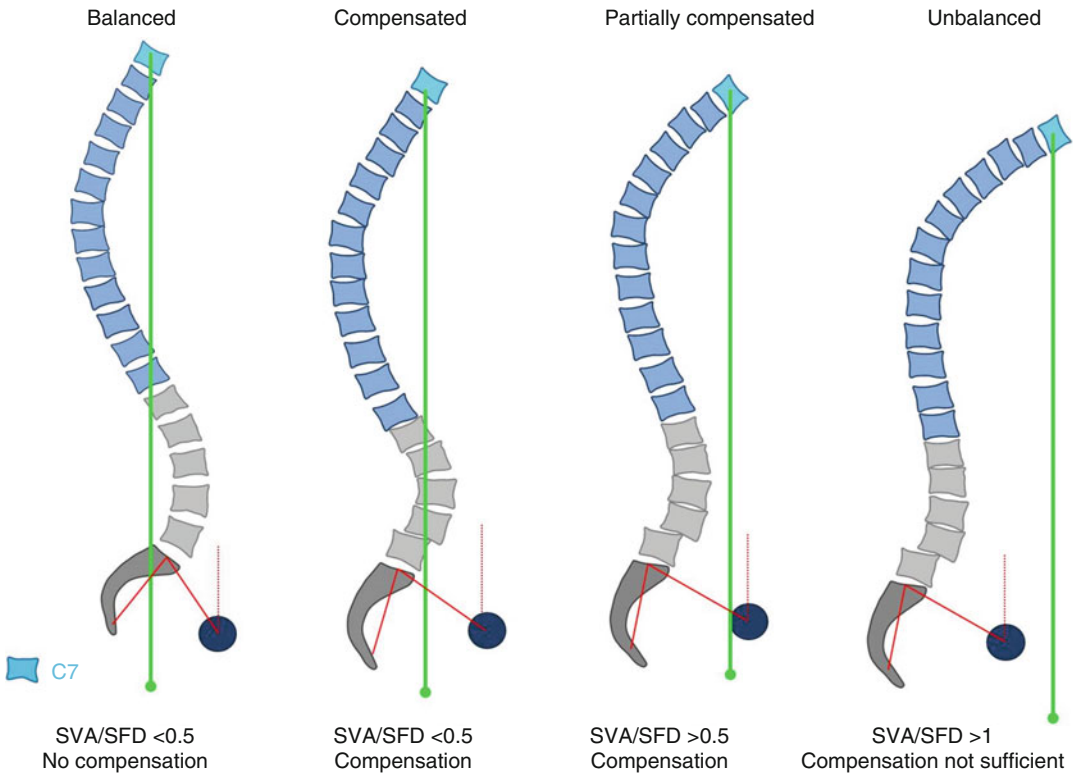 Balanced
Compensated
Partially compensated
Unbalanced
C7
SVA/SFD <0.5
No compensation
SVA/SFD <0.5
Compensation
SVA/SFD >0.5
Compensation
SVA/SFD >1
Compensation not sufficient